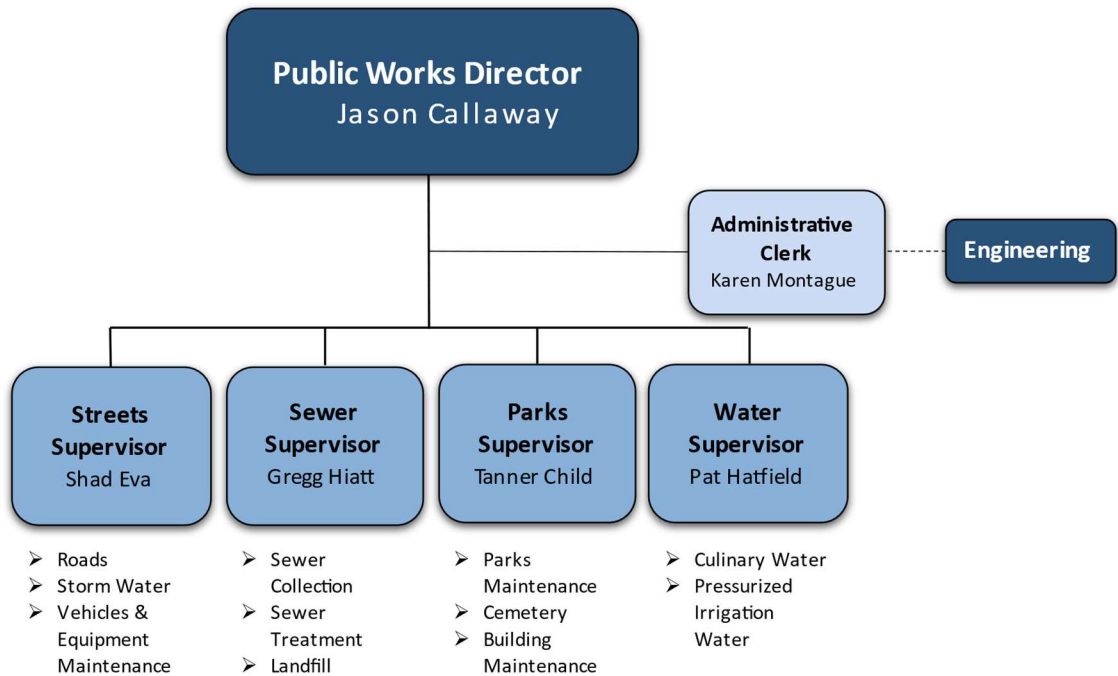 Public Works Director
Jason Callaway
Administrative
Clerk
Karen Montague
Engineering
Streets
Supervisor
Shad Eva
Sewer
Supervisor
Gregg Hiatt
Parks
Supervisor
Tanner Child
Water
Supervisor
Pat Hatfield
➢ Roads
➢ Storm Water
➢ Vehicles &
Equipment
Maintenance
➢ Sewer
Collection
➢ Sewer
Treatment
➢ Landfill
➢ Parks
Maintenance
➢ Cemetery
➢ Building
Maintenance
➢ Culinary Water
➢ Pressurized
Irrigation
Water